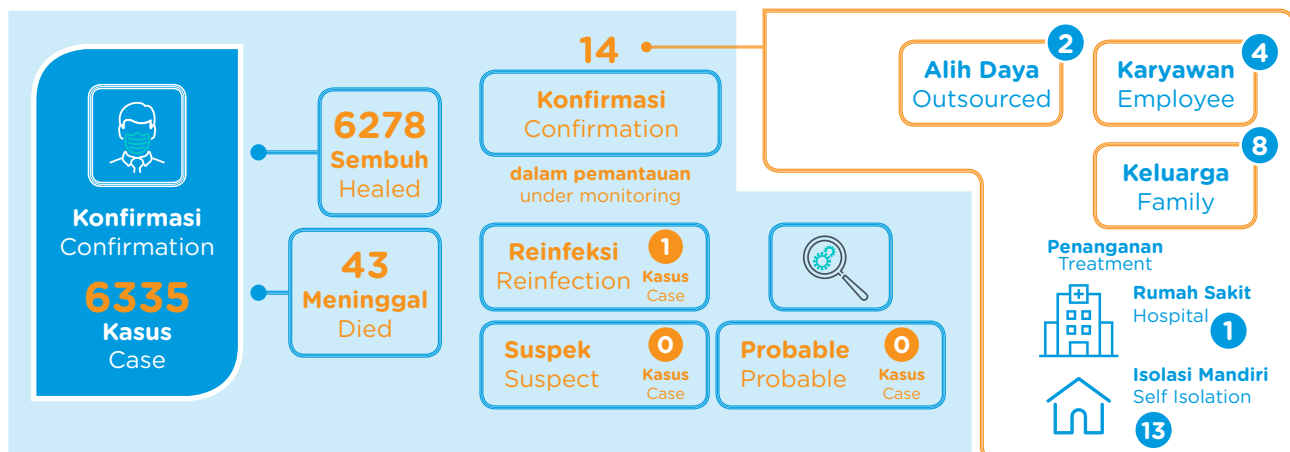 Konfirmasi
Confirmation
6335
Kasus
Case
6278
Sembuh
Healed
43
Meninggal
Died
14
Konfirmasi
Confirmation
dalam pemantauan
under monitoring
Reinfeksi
Reinfection
1
Kasus
Case
Suspek
Suspect
0
Kasus
Case
Probable
Probable
0
Kasus
Case
Alih Daya
Outsourced
2
Karyawan
Employee
4
Keluarga
Family
8
Penanganan
Treatment
Rumah Sakit
Hospital
1
Isolasi Mandiri
Self Isolation
13